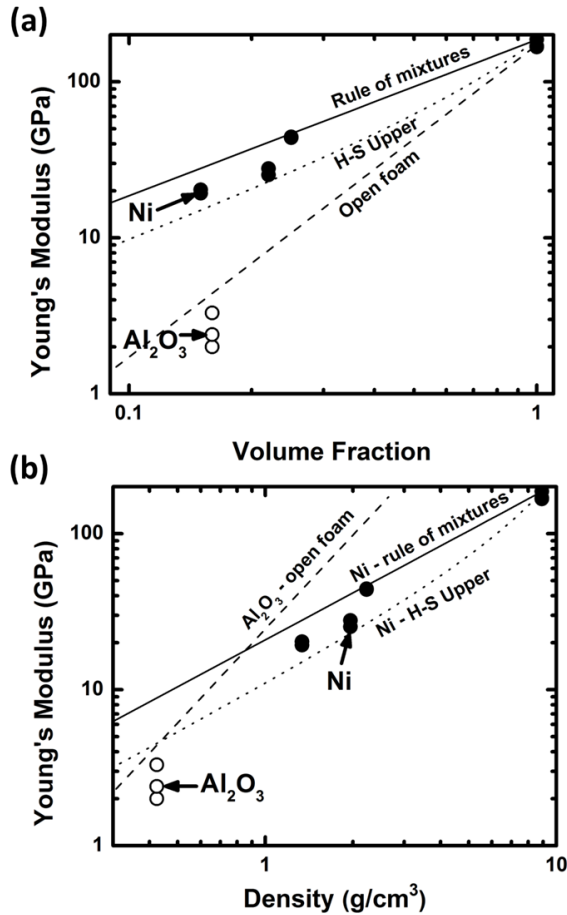 (a)
100
10
1
Young's Modulus (GPa)
Rule of mixtures
H-S Upper
Open foam
Ni
Al₂O₃
0.1
1
Volume Fraction
(b)
100
10
1
Young's Modulus (GPa)
Al₂O₃ - open foam
Ni - rule of mixtures
Ni - H-S Upper
Ni
Al₂O₃
1
10
Density (g/cm³)